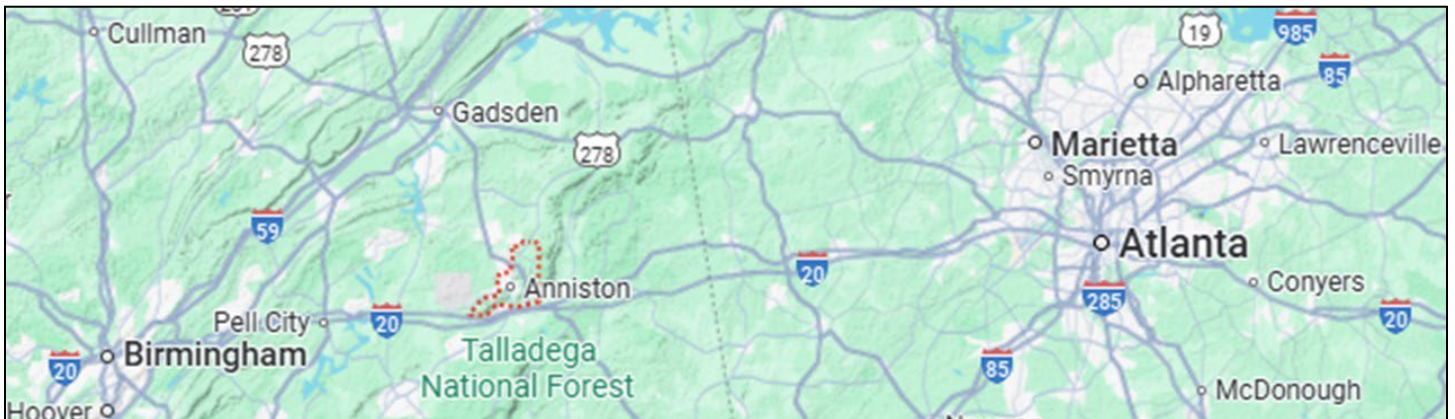 Cullman
278
19
985
85
Alpharetta
Gadsden
278
Marietta
Lawrenceville
Smyrna
59
Atlanta
20
Anniston
Conyers
285
Pell City
20
20
Birmingham
20
Talladega
National Forest
85
McDonough
Hoover